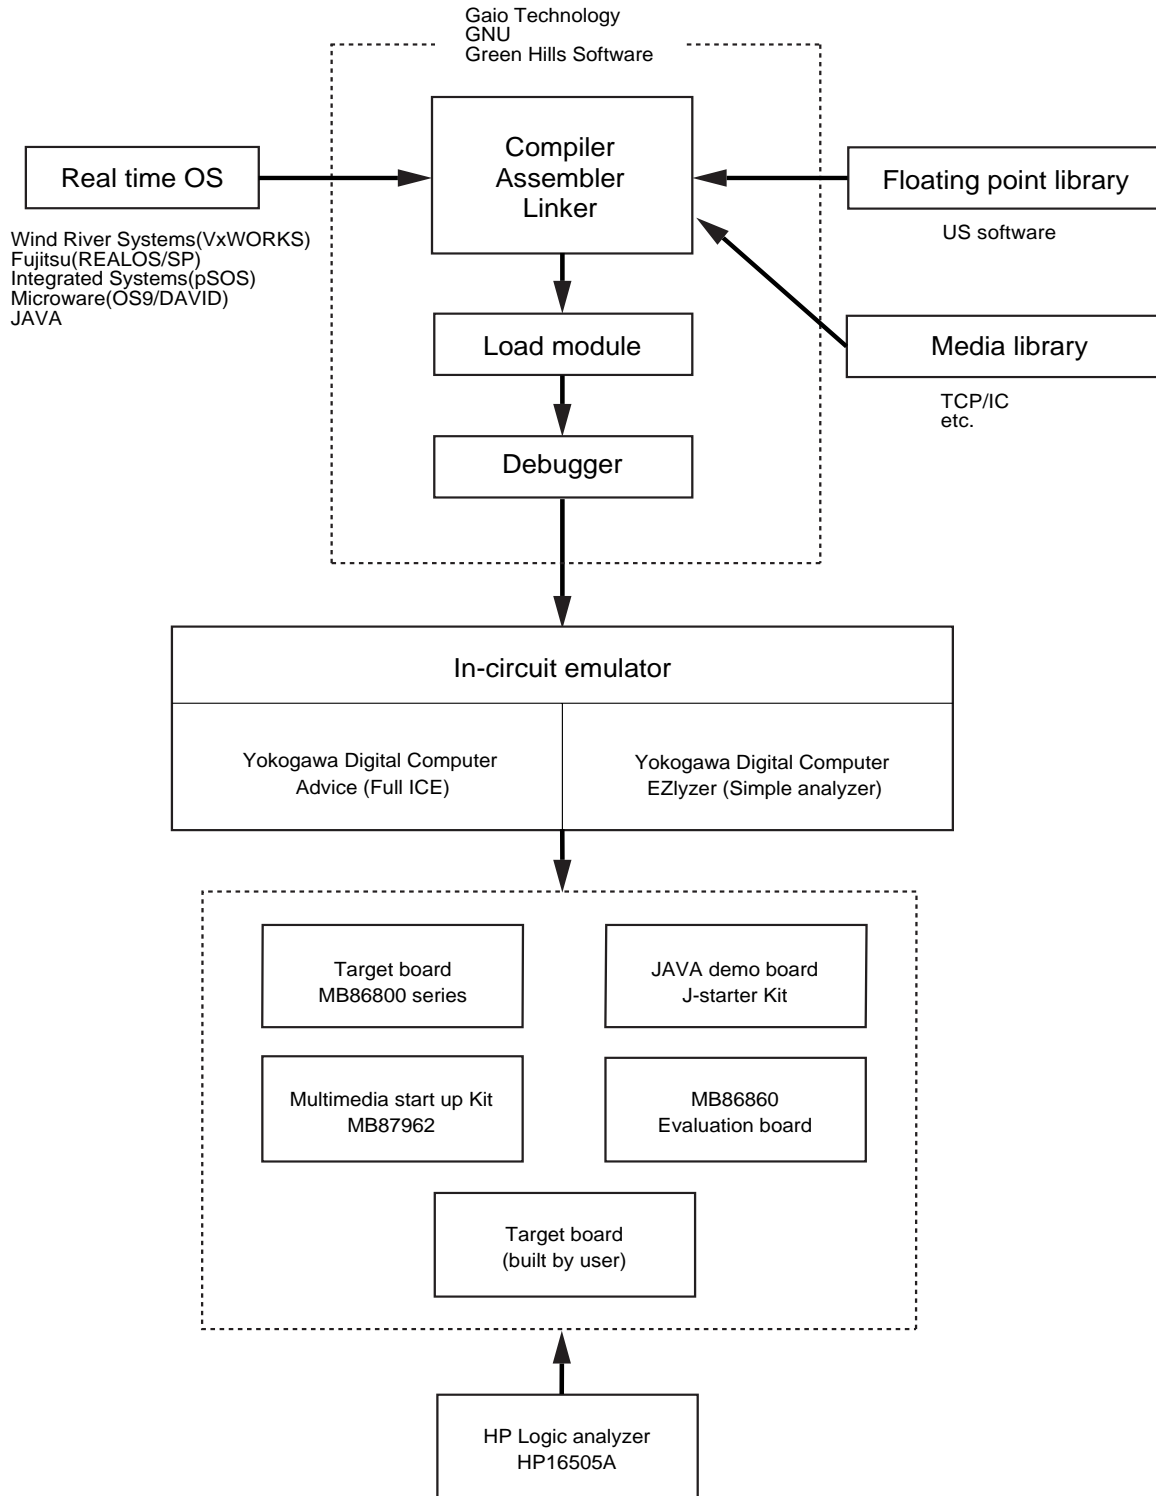 Gaio Technology
GNU
Green Hills Software
Compiler
Assembler
Linker
Real time OS
Wind River Systems(VxWORKS)
Fujitsu(REALOS/SP)
Integrated Systems(pSOS)
Microware(OS9/DAVID)
JAVA
Floating point library
US software
Load module
Media library
TCP/IC
etc.
Debugger
In-circuit emulator
Yokogawa Digital Computer
Advice (Full ICE)
Yokogawa Digital Computer
EZlyzer (Simple analyzer)
Target board
MB86800 series
JAVA demo board
J-starter Kit
Multimedia start up Kit
MB87962
MB86860
Evaluation board
Target board
(built by user)
HP Logic analyzer
HP16505A